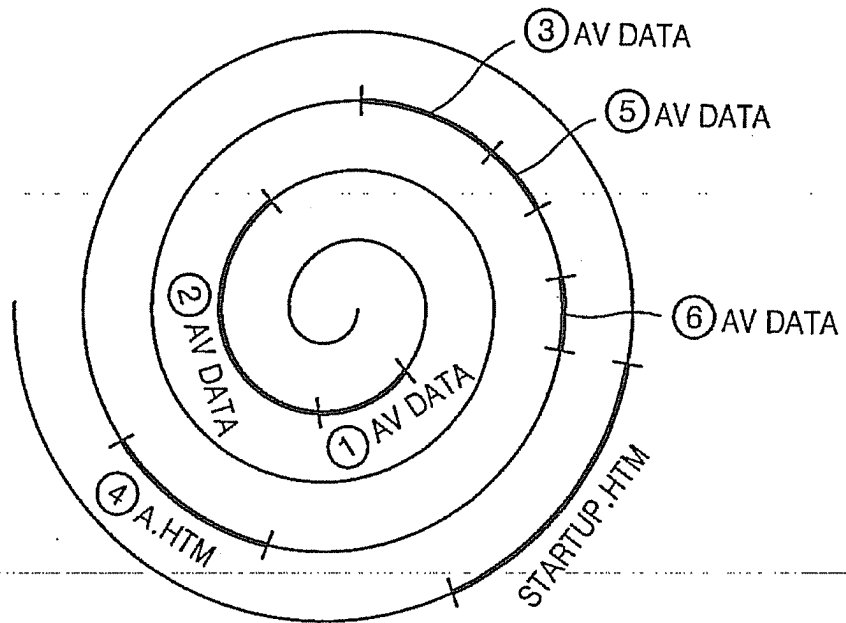 ③ AV DATA
⑤ AV DATA
⑥ AV DATA
② AV DATA
① AV DATA
④ A.HTM
STARTUP.HTM